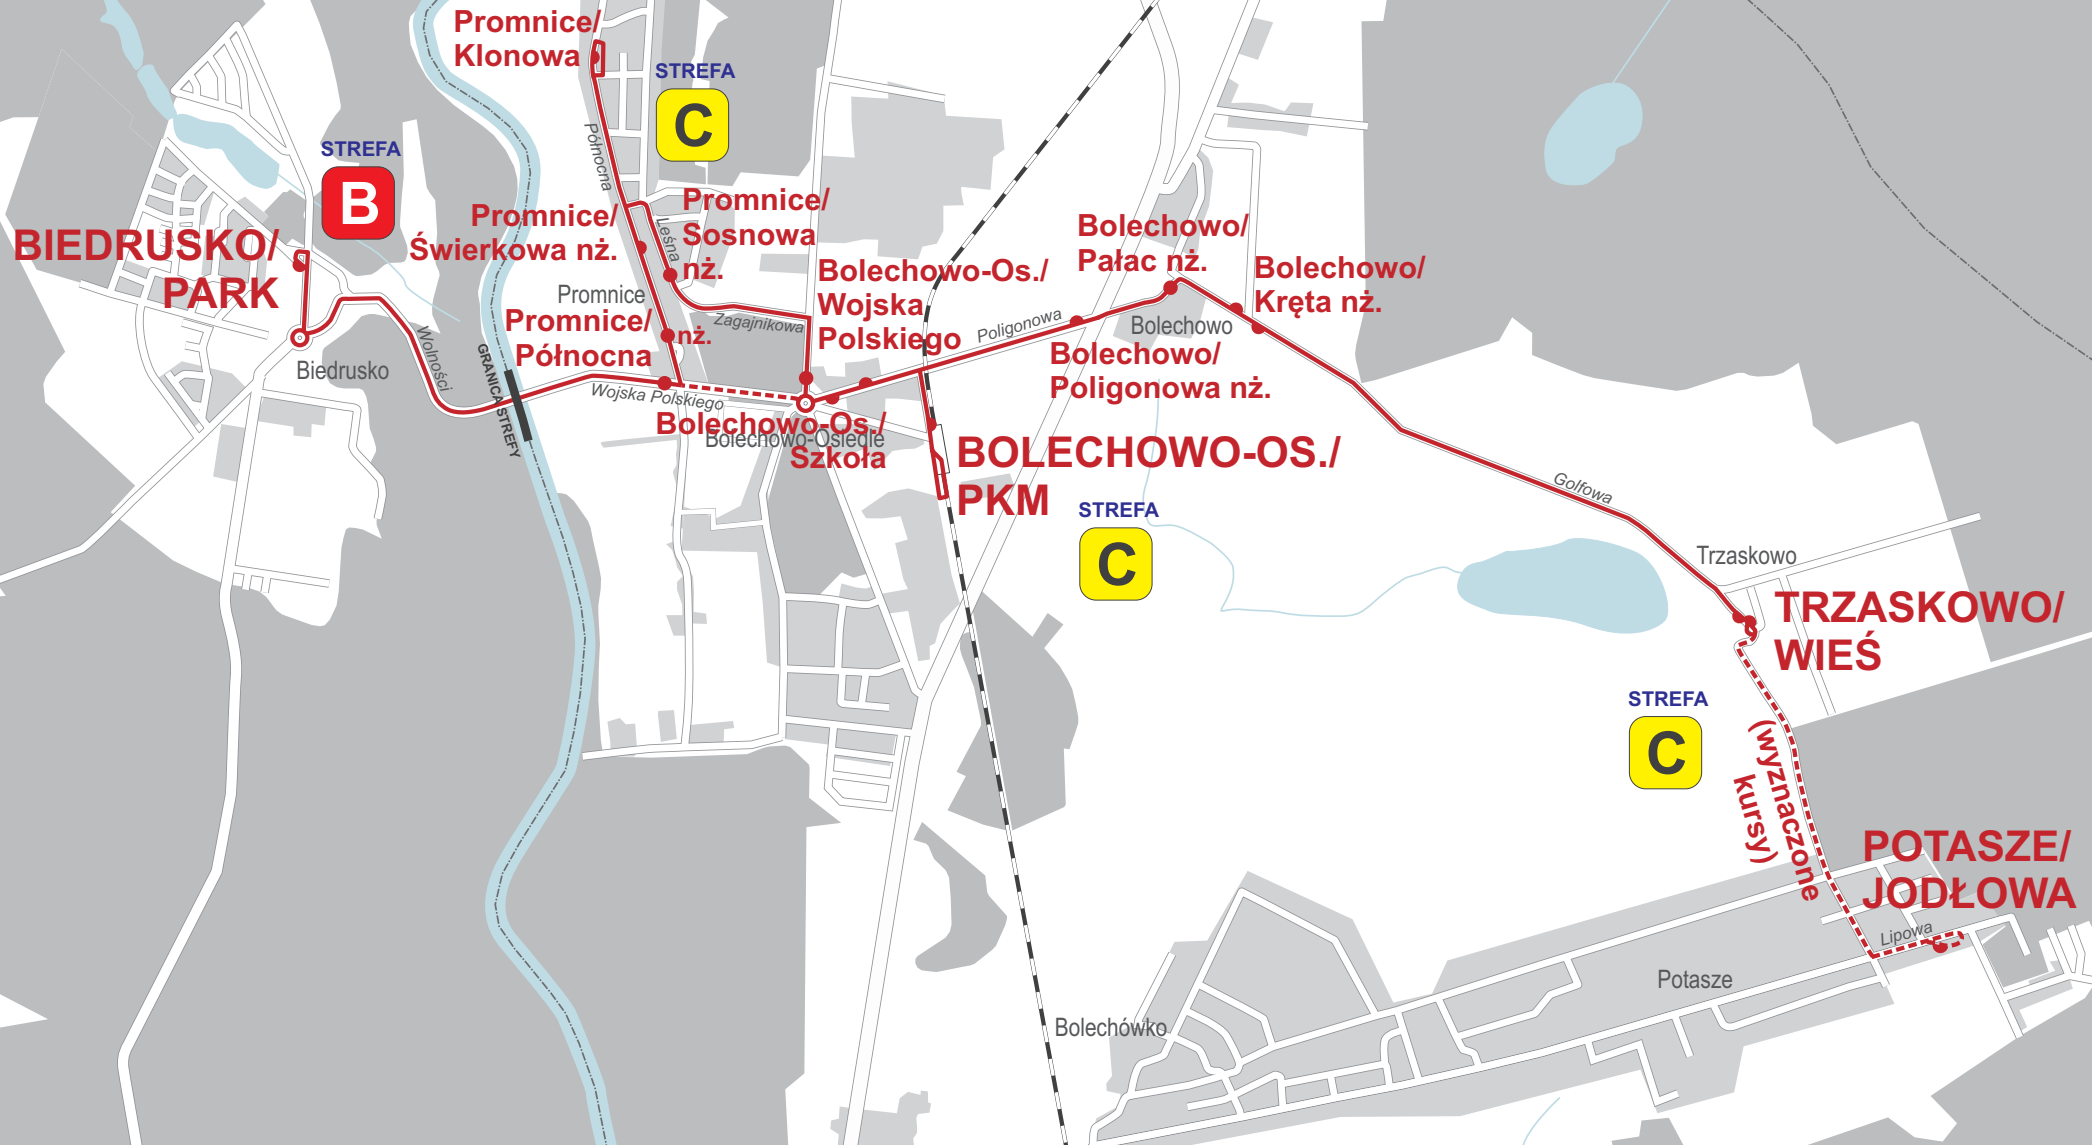 Promnice/
Klonowa
STREFA
C
Północna
STREFA
B
BIEDRUSKO/
PARK
Promnice/
Świerkowa nż.
Promnice/
Sosnowa
nż.
Leśna
Bolechowo-Os./
Wojska
Polskiego
Bolechowo/
Pałac nż.
Bolechowo/
Kręta nż.
Promnice
Zagajnikowa
Promnice/
Północna
nż.
Poligonowa
Bolechowo
Bolechowo/
Poligonowa nż.
Biedrusko
Wolności
GRANICA STREFY
Wojska Polskiego
Bolechowo-Os./
Szkoła
Bolechowo-Osiedle
BOLECHOWO-OS./
PKM
STREFA
C
Golfowa
Trzaskowo
TRZASKOWO/
WIEŚ
STREFA
C
(wyznaczone
kursy)
POTASZE/
JODŁOWA
Lipowa
Potasze
Bolechówko